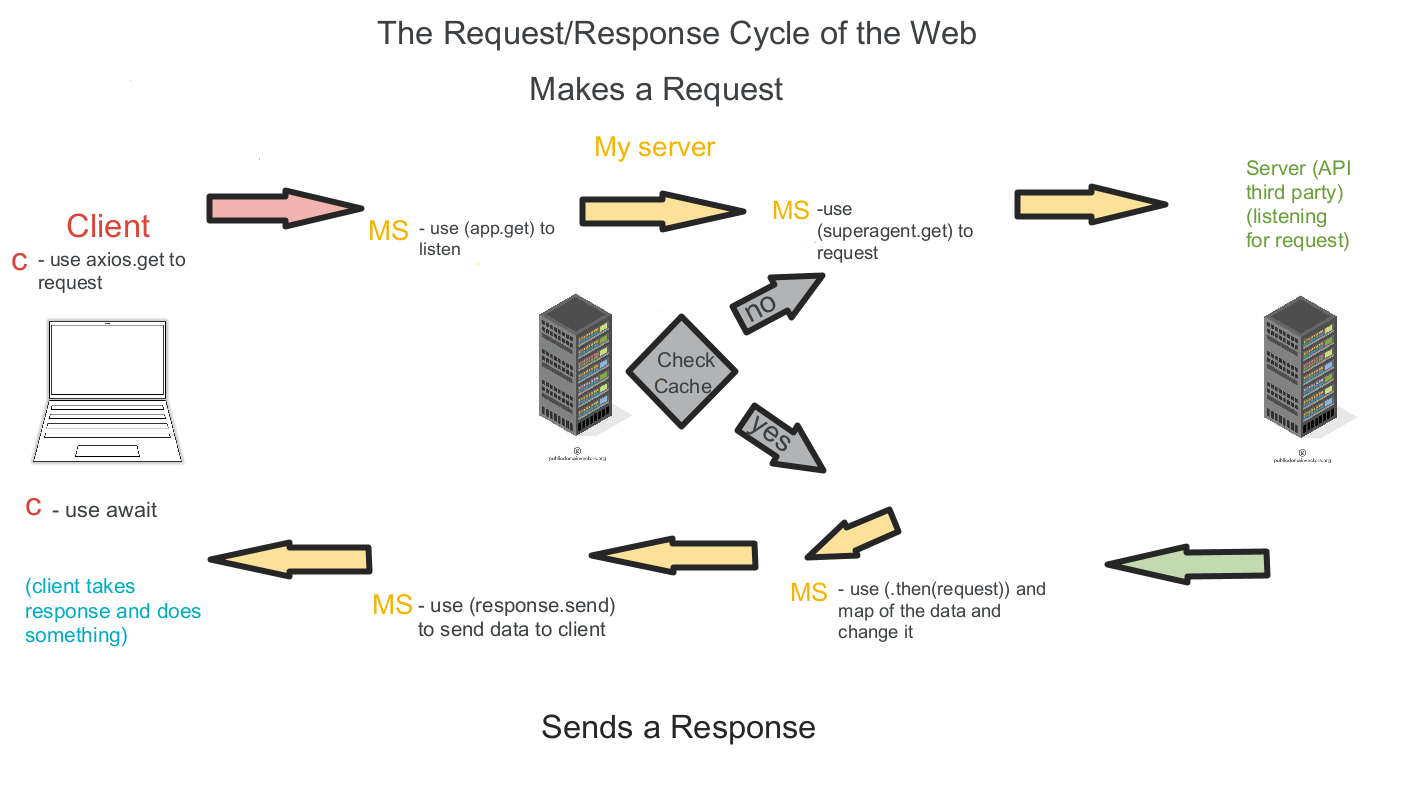 The Request/Response Cycle of the Web
Makes a Request
My server
Client
C - use axios.get to
request
MS - use (app.get) to
listen
MS -use
(superagent.get) to
request
Server (API
third party)
(listening
for request)
no
Check
Cache
yes
publicdomainvectors.org
publicdomainvectors.org
C - use await
(client takes
response and does
something)
MS - use (response.send)
to send data to client
MS - use (.then(request)) and
map of the data and
change it
Sends a Response